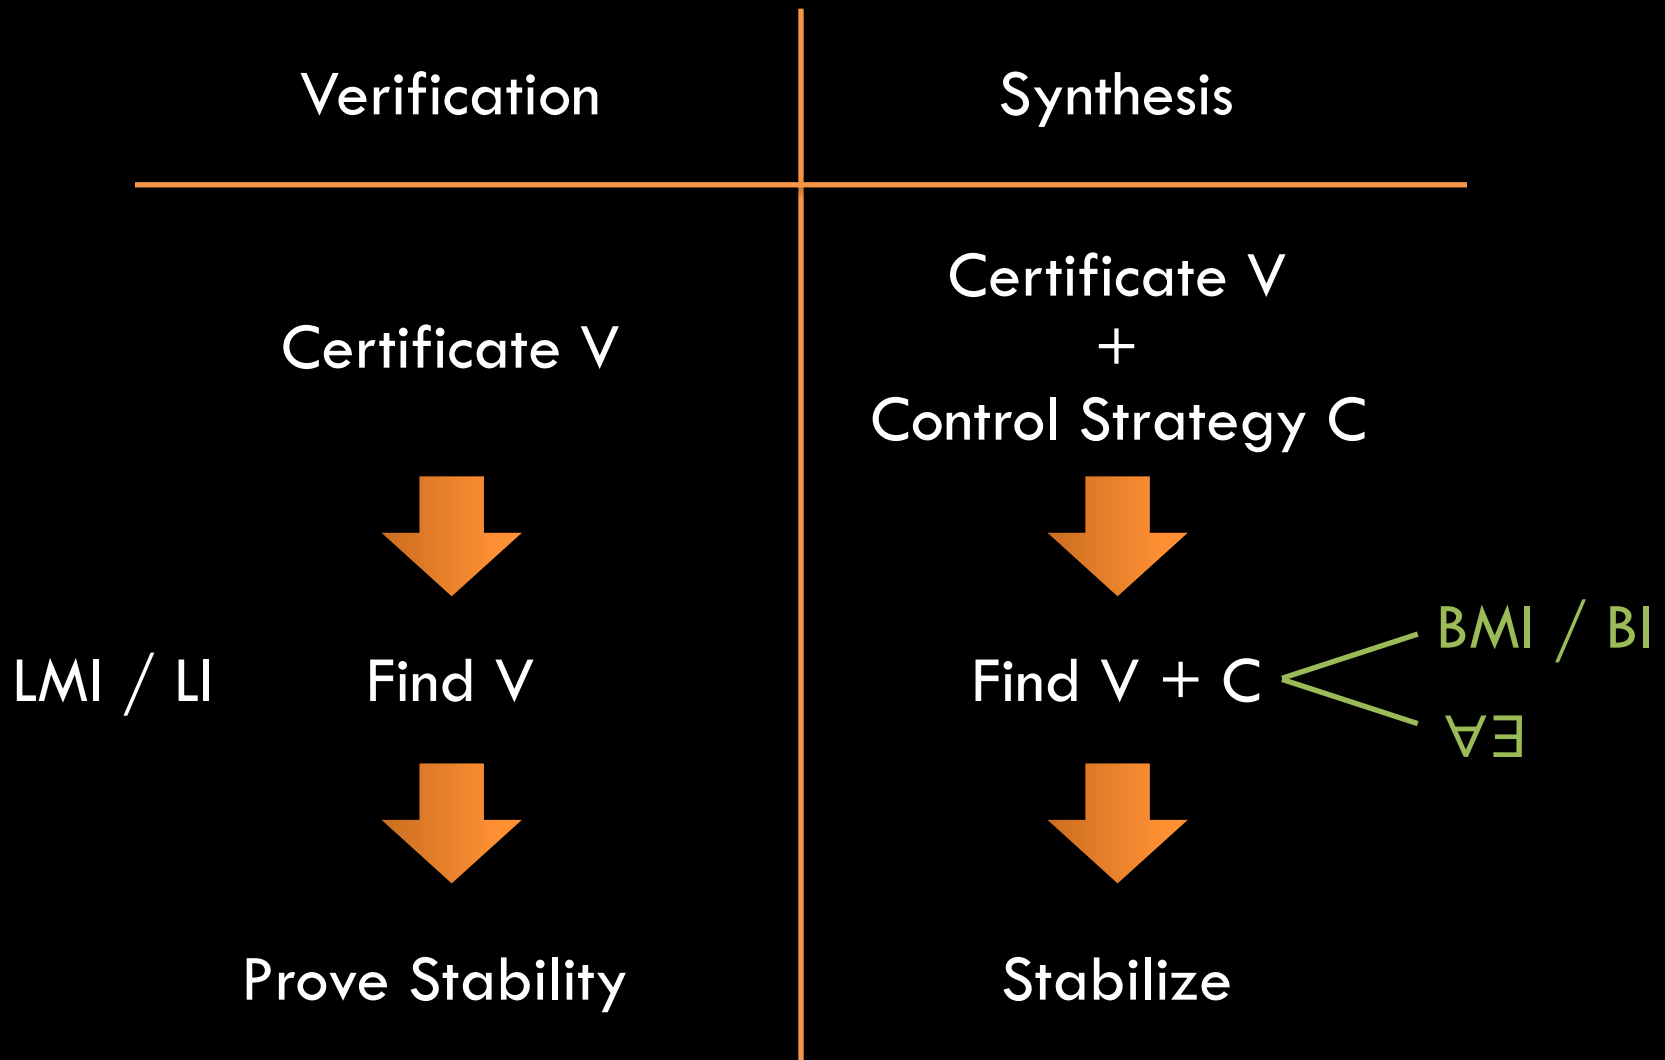 Verification
Synthesis
Certificate V
Certificate V
+
Control Strategy C
LMI / LI
Find V
Find V + C
BMI / BI
∀∃
Prove Stability
Stabilize